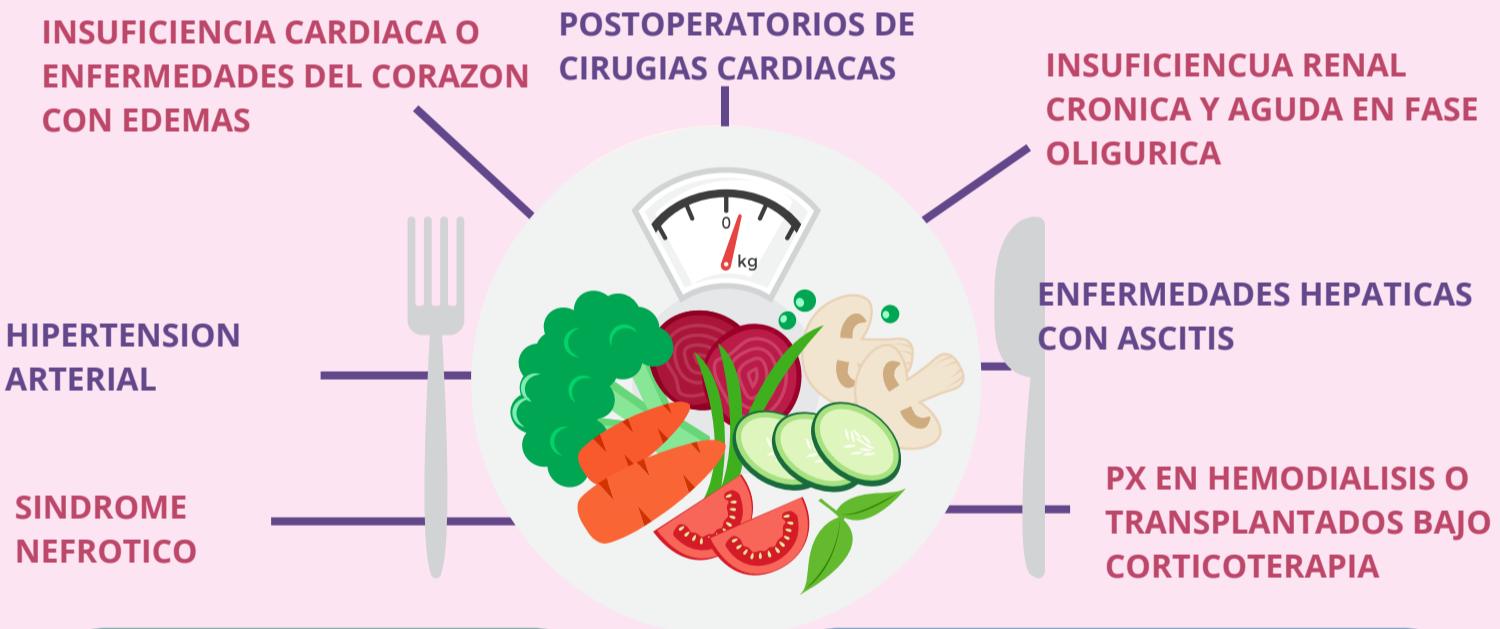 INSUFICIENCIA CARDIACA O
ENFERMEDADES DEL CORAZON
CON EDEMAS
POSTOPERATORIOS DE
CIRUGIAS CARDIACAS
INSUFICIENCUA RENAL
CRONICA Y AGUDA EN FASE
OLIGURICA
0
kg
HIPERTENSION
ARTERIAL
ENFERMEDADES HEPATICAS
CON ASCITIS
SINDROME
NEFROTICO
PX EN HEMODIALISIS O
TRANSPLANTADOS BAJO
CORTICOTERAPIA